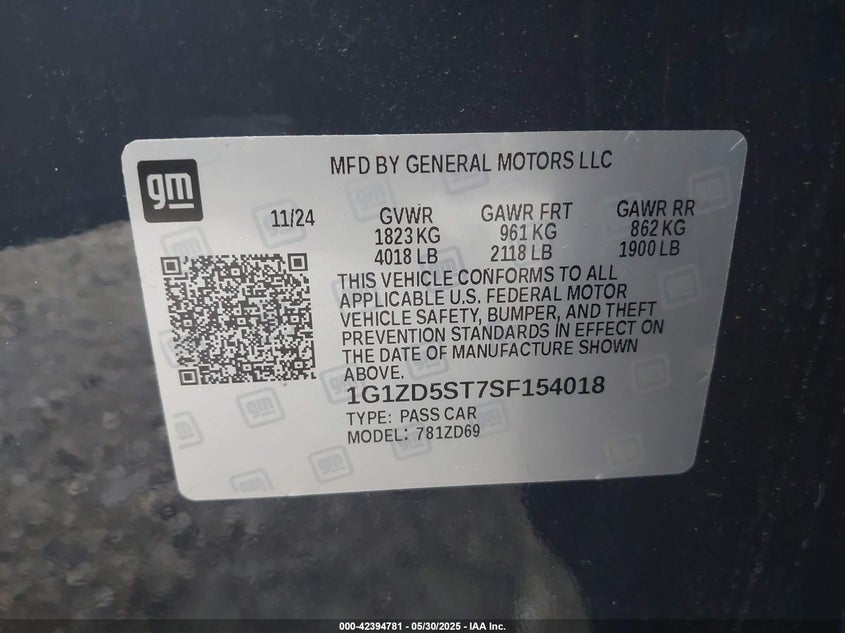 MFD BY GENERAL MOTORS LLC
gm
11/24
GVWR
1823 KG
4018 LB
GAWR FRT
961 KG
2118 LB
GAWR RR
862 KG
1900 LB
THIS VEHICLE CONFORMS TO ALL
APPLICABLE U.S. FEDERAL MOTOR
VEHICLE SAFETY, BUMPER, AND THEFT
PREVENTION STANDARDS IN EFFECT ON
THE DATE OF MANUFACTURE SHOWN
ABOVE.
1G1ZD5ST7SF154018
TYPE: PASS CAR
MODEL: 781ZD69
000-42394781 - 05/30/2025 - IAA Inc.